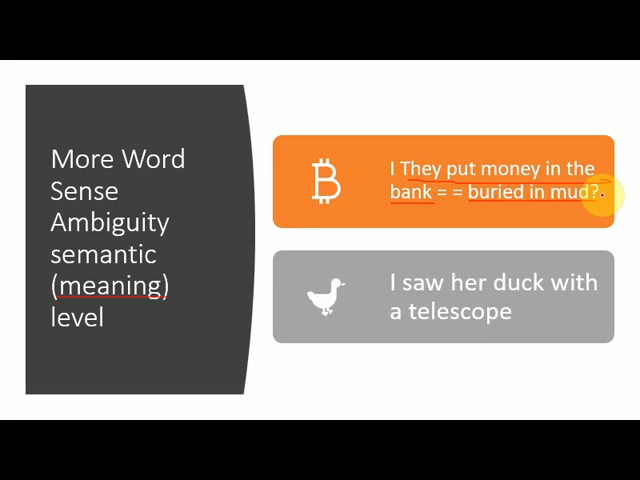 More Word
Sense
Ambiguity
semantic
(meaning)
level
I They put money in the
bank = = buried in mud?
I saw her duck with
a telescope